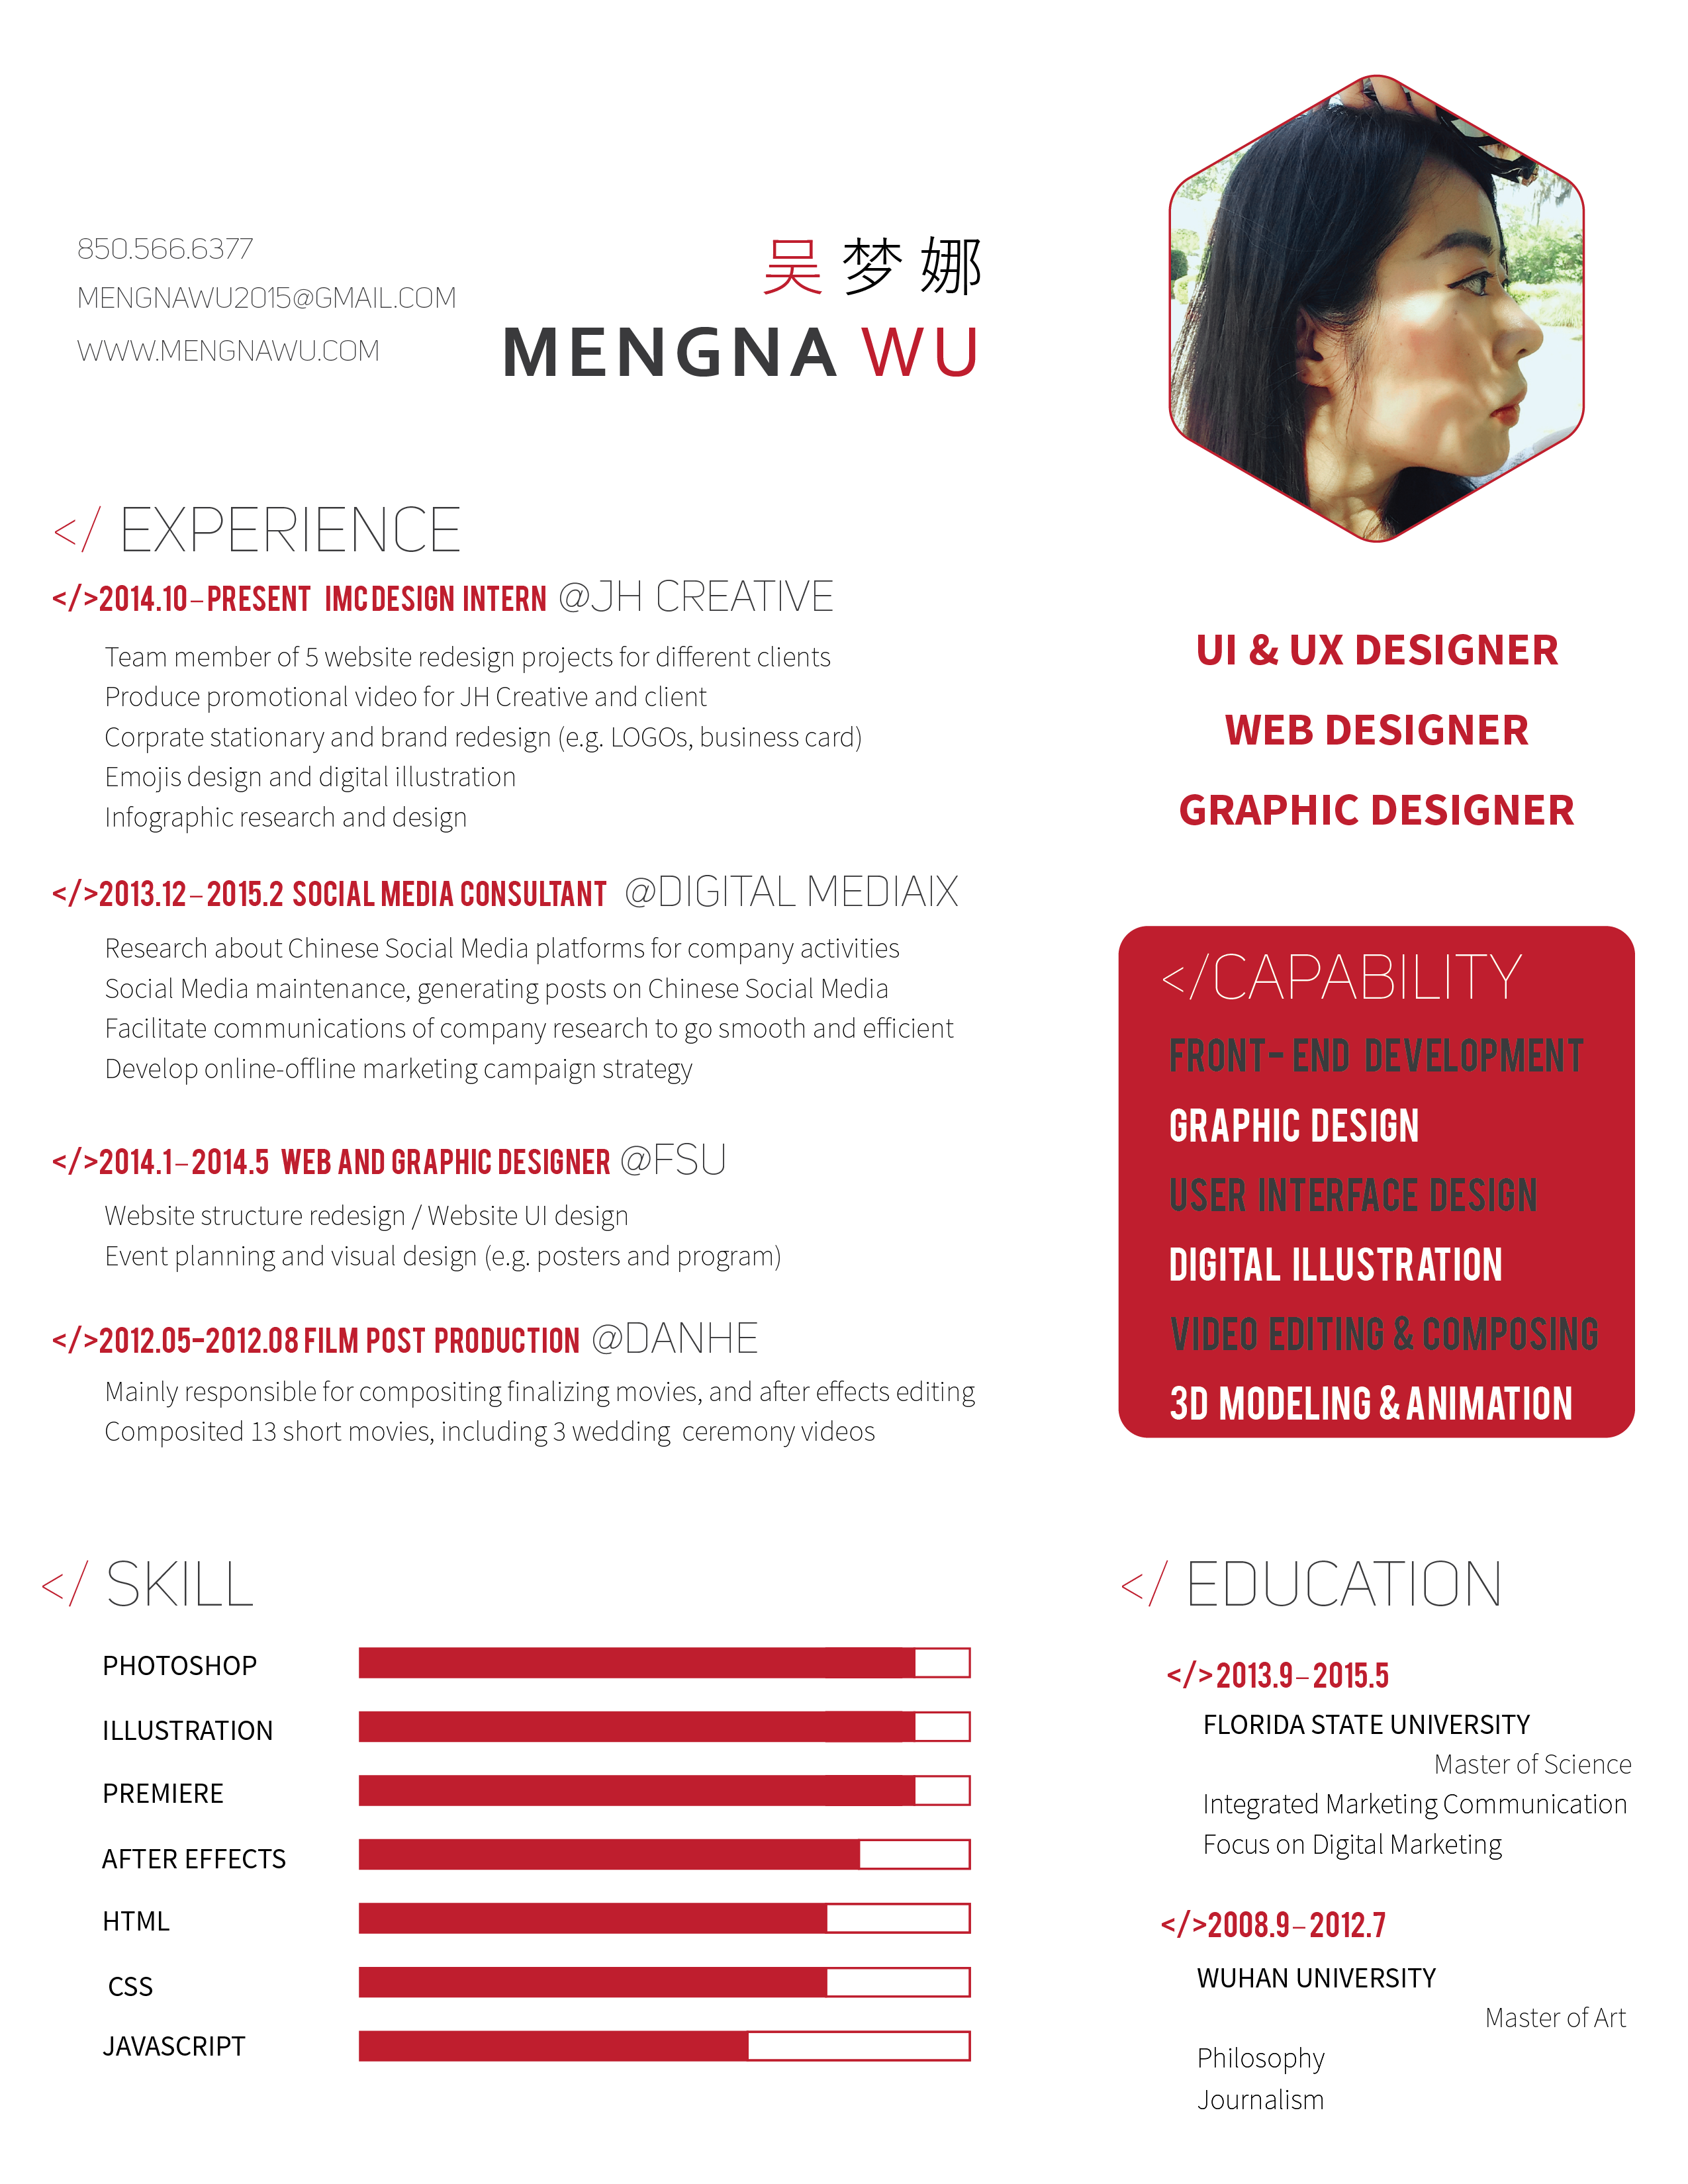 850.566.6377
MENGNAWU2015@GMAIL.COM
WWW.MENGNAWU.COM
吴梦娜
MENGNA WU
</ EXPERIENCE
</>2014.10–PRESENT IMC DESIGN INTERN @JH CREATIVE
Team member of 5 website redesign projects for different clients
Produce promotional video for JH Creative and client
Corprate stationary and brand redesign (e.g. LOGOs, business card)
Emojis design and digital illustration
Infographic research and design
</>2013.12–2015.2 SOCIAL MEDIA CONSULTANT @DIGITAL MEDIAIX
Research about Chinese Social Media platforms for company activities
Social Media maintenance, generating posts on Chinese Social Media
Facilitate communications of company research to go smooth and efficient
Develop online-offline marketing campaign strategy
</>2014.1–2014.5 WEB AND GRAPHIC DESIGNER @FSU
Website structure redesign / Website UI design
Event planning and visual design (e.g. posters and program)
</>2012.05-2012.08 FILM POST PRODUCTION @DANHE
Mainly responsible for compositing finalizing movies, and after effects editing
Composited 13 short movies, including 3 wedding ceremony videos
UI & UX DESIGNER
WEB DESIGNER
GRAPHIC DESIGNER
</CAPABILITY
FRONT- END DEVELOPMENT
GRAPHIC DESIGN
USER INTERFACE DESIGN
DIGITAL ILLUSTRATION
VIDEO EDITING & COMPOSING
3D MODELING & ANIMATION
</ SKILL
PHOTOSHOP
ILLUSTRATION
PREMIERE
AFTER EFFECTS
HTML
CSS
JAVASCRIPT
</ EDUCATION
</>2013.9–2015.5
FLORIDA STATE UNIVERSITY
Master of Science
Integrated Marketing Communication
Focus on Digital Marketing
</>2008.9–2012.7
WUHAN UNIVERSITY
Master of Art
Philosophy
Journalism